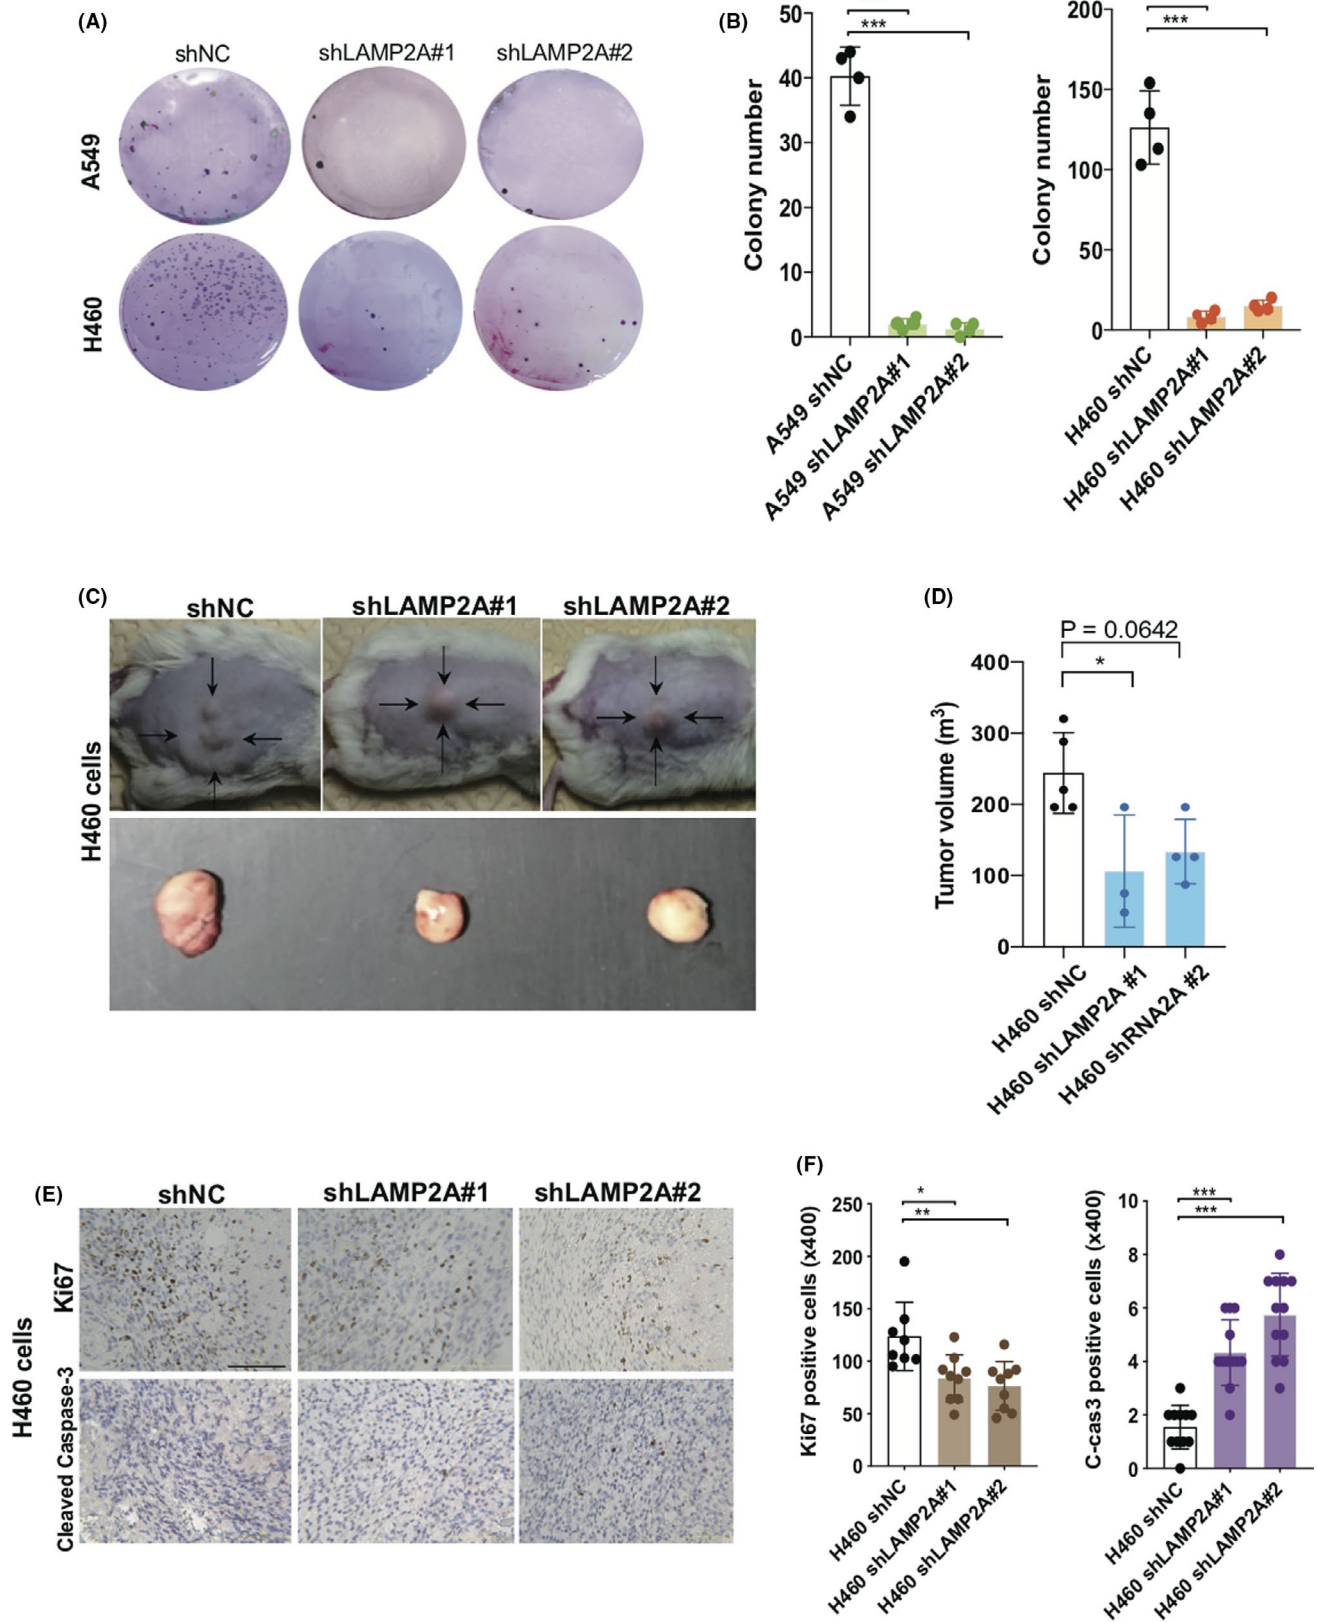 (A)
shNC shLAMP2A#1 shLAMP2A#2
A549
H460
(B)
***
Colony number
50
40
30
20
10
0
A549 shNC
A549 shLAMP2A#1
A549 shLAMP2A#2
***
Colony number
200
150
100
50
0
H460 shNC
H460 shLAMP2A#1
H460 shLAMP2A#2
(C)
shNC shLAMP2A#1 shLAMP2A#2
H460 cells
(D)
P = 0.0642
*
Tumor volume (m³)
400
300
200
100
0
H460 shNC
H460 shLAMP2A #1
H460 shRNA2A #2
(E)
shNC shLAMP2A#1 shLAMP2A#2
H460 cells
Ki67
Cleaved Caspase-3
(F)
*
**
Ki67 positive cells (x400)
250
200
150
100
50
0
H460 shNC
H460 shLAMP2A#1
H460 shLAMP2A#2
***
***
C-cas3 positive cells (x400)
10
8
6
4
2
0
H460 shNC
H460 shLAMP2A#1
H460 shLAMP2A#2